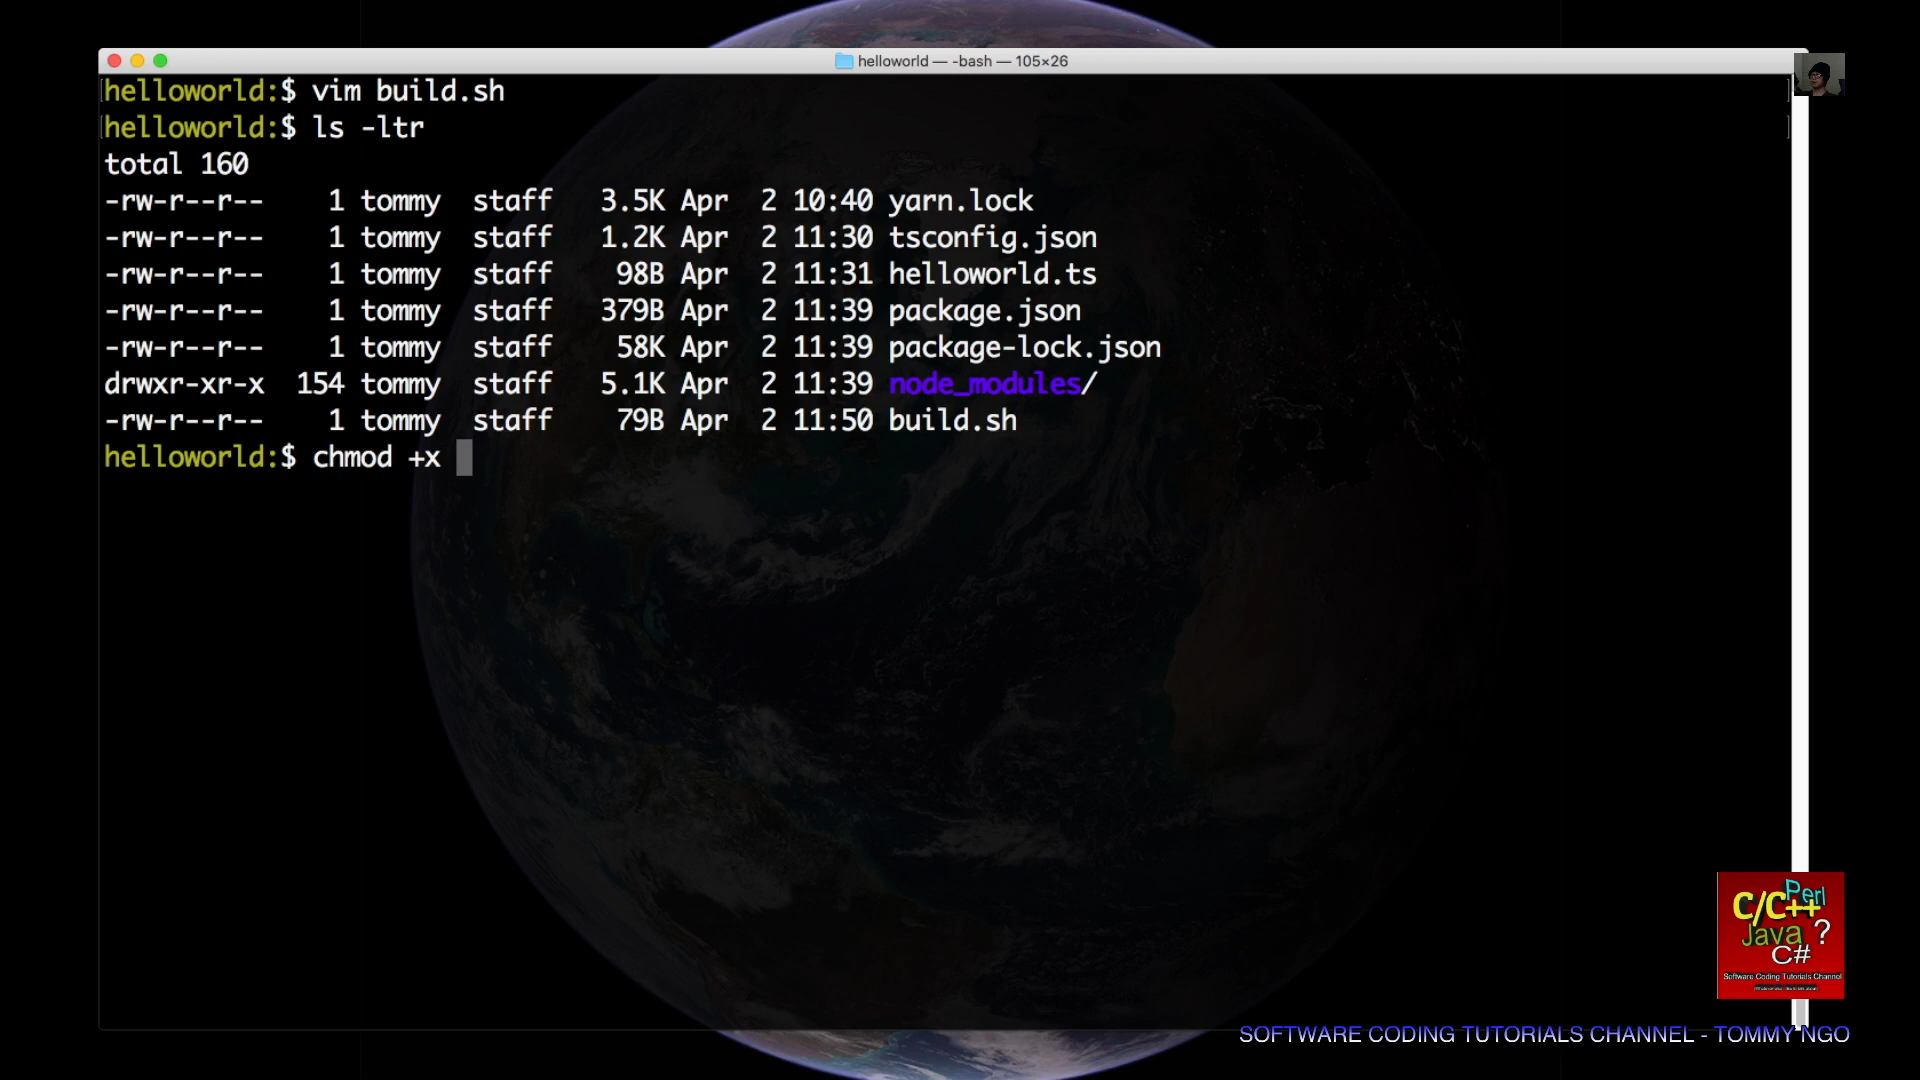 helloworld — -bash — 105×26
helloworld:$ vim build.sh
helloworld:$ ls -ltr
total 160
-rw-r--r-- 1 tommy staff 3.5K Apr 2 10:40 yarn.lock
-rw-r--r-- 1 tommy staff 1.2K Apr 2 11:30 tsconfig.json
-rw-r--r-- 1 tommy staff 98B Apr 2 11:31 helloworld.ts
-rw-r--r-- 1 tommy staff 379B Apr 2 11:39 package.json
-rw-r--r-- 1 tommy staff 58K Apr 2 11:39 package-lock.json
drwxr-xr-x 154 tommy staff 5.1K Apr 2 11:39 node_modules/
-rw-r--r-- 1 tommy staff 79B Apr 2 11:50 build.sh
helloworld:$ chmod +x
C/C++ Perl
Java ?
C#
Software Coding Tutorials Channel
SOFTWARE CODING TUTORIALS CHANNEL - TOMMY NGO